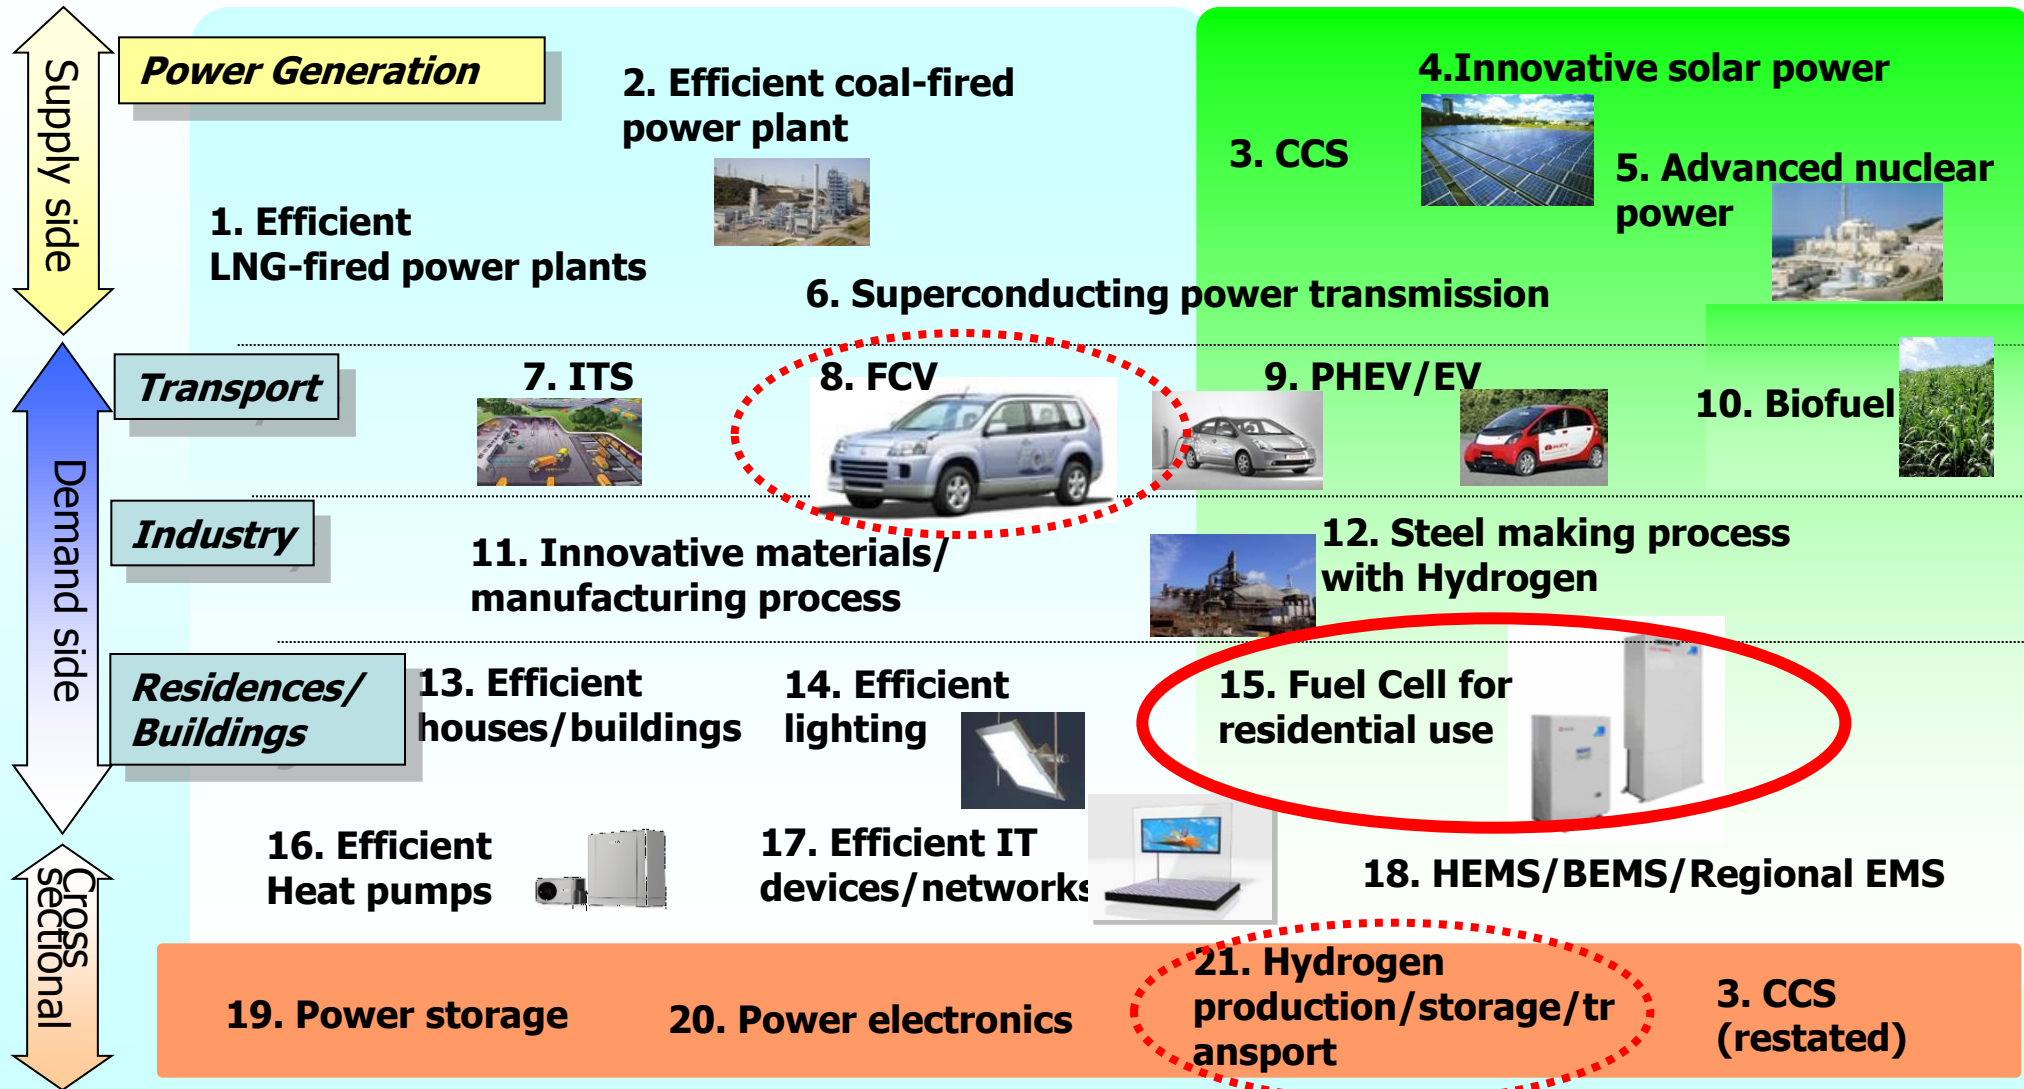 Supply side
Power Generation
2. Efficient coal-fired
power plant
4.Innovative solar power
3. CCS
5. Advanced nuclear
power
1. Efficient
LNG-fired power plants
6. Superconducting power transmission
Demand side
Transport
7. ITS
8. FCV
9. PHEV/EV
10. Biofuel
Industry
11. Innovative materials/
manufacturing process
12. Steel making process
with Hydrogen
Residences/
Buildings
13. Efficient
houses/buildings
14. Efficient
lighting
15. Fuel Cell for
residential use
16. Efficient
Heat pumps
17. Efficient IT
devices/networks
18. HEMS/BEMS/Regional EMS
Cross
sectional
19. Power storage
20. Power electronics
21. Hydrogen
production/storage/tr
ansport
3. CCS
(restated)